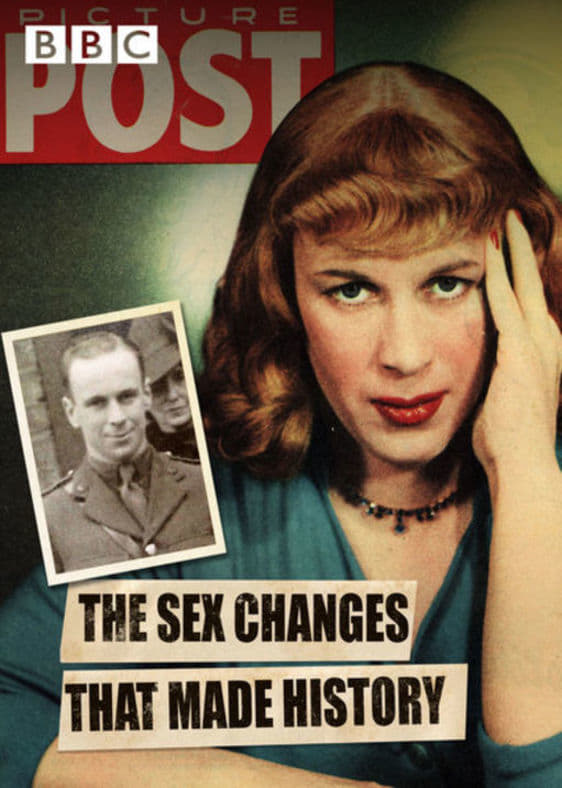 PICTURE
BBC
POST
THE SEX CHANGES
THAT MADE HISTORY